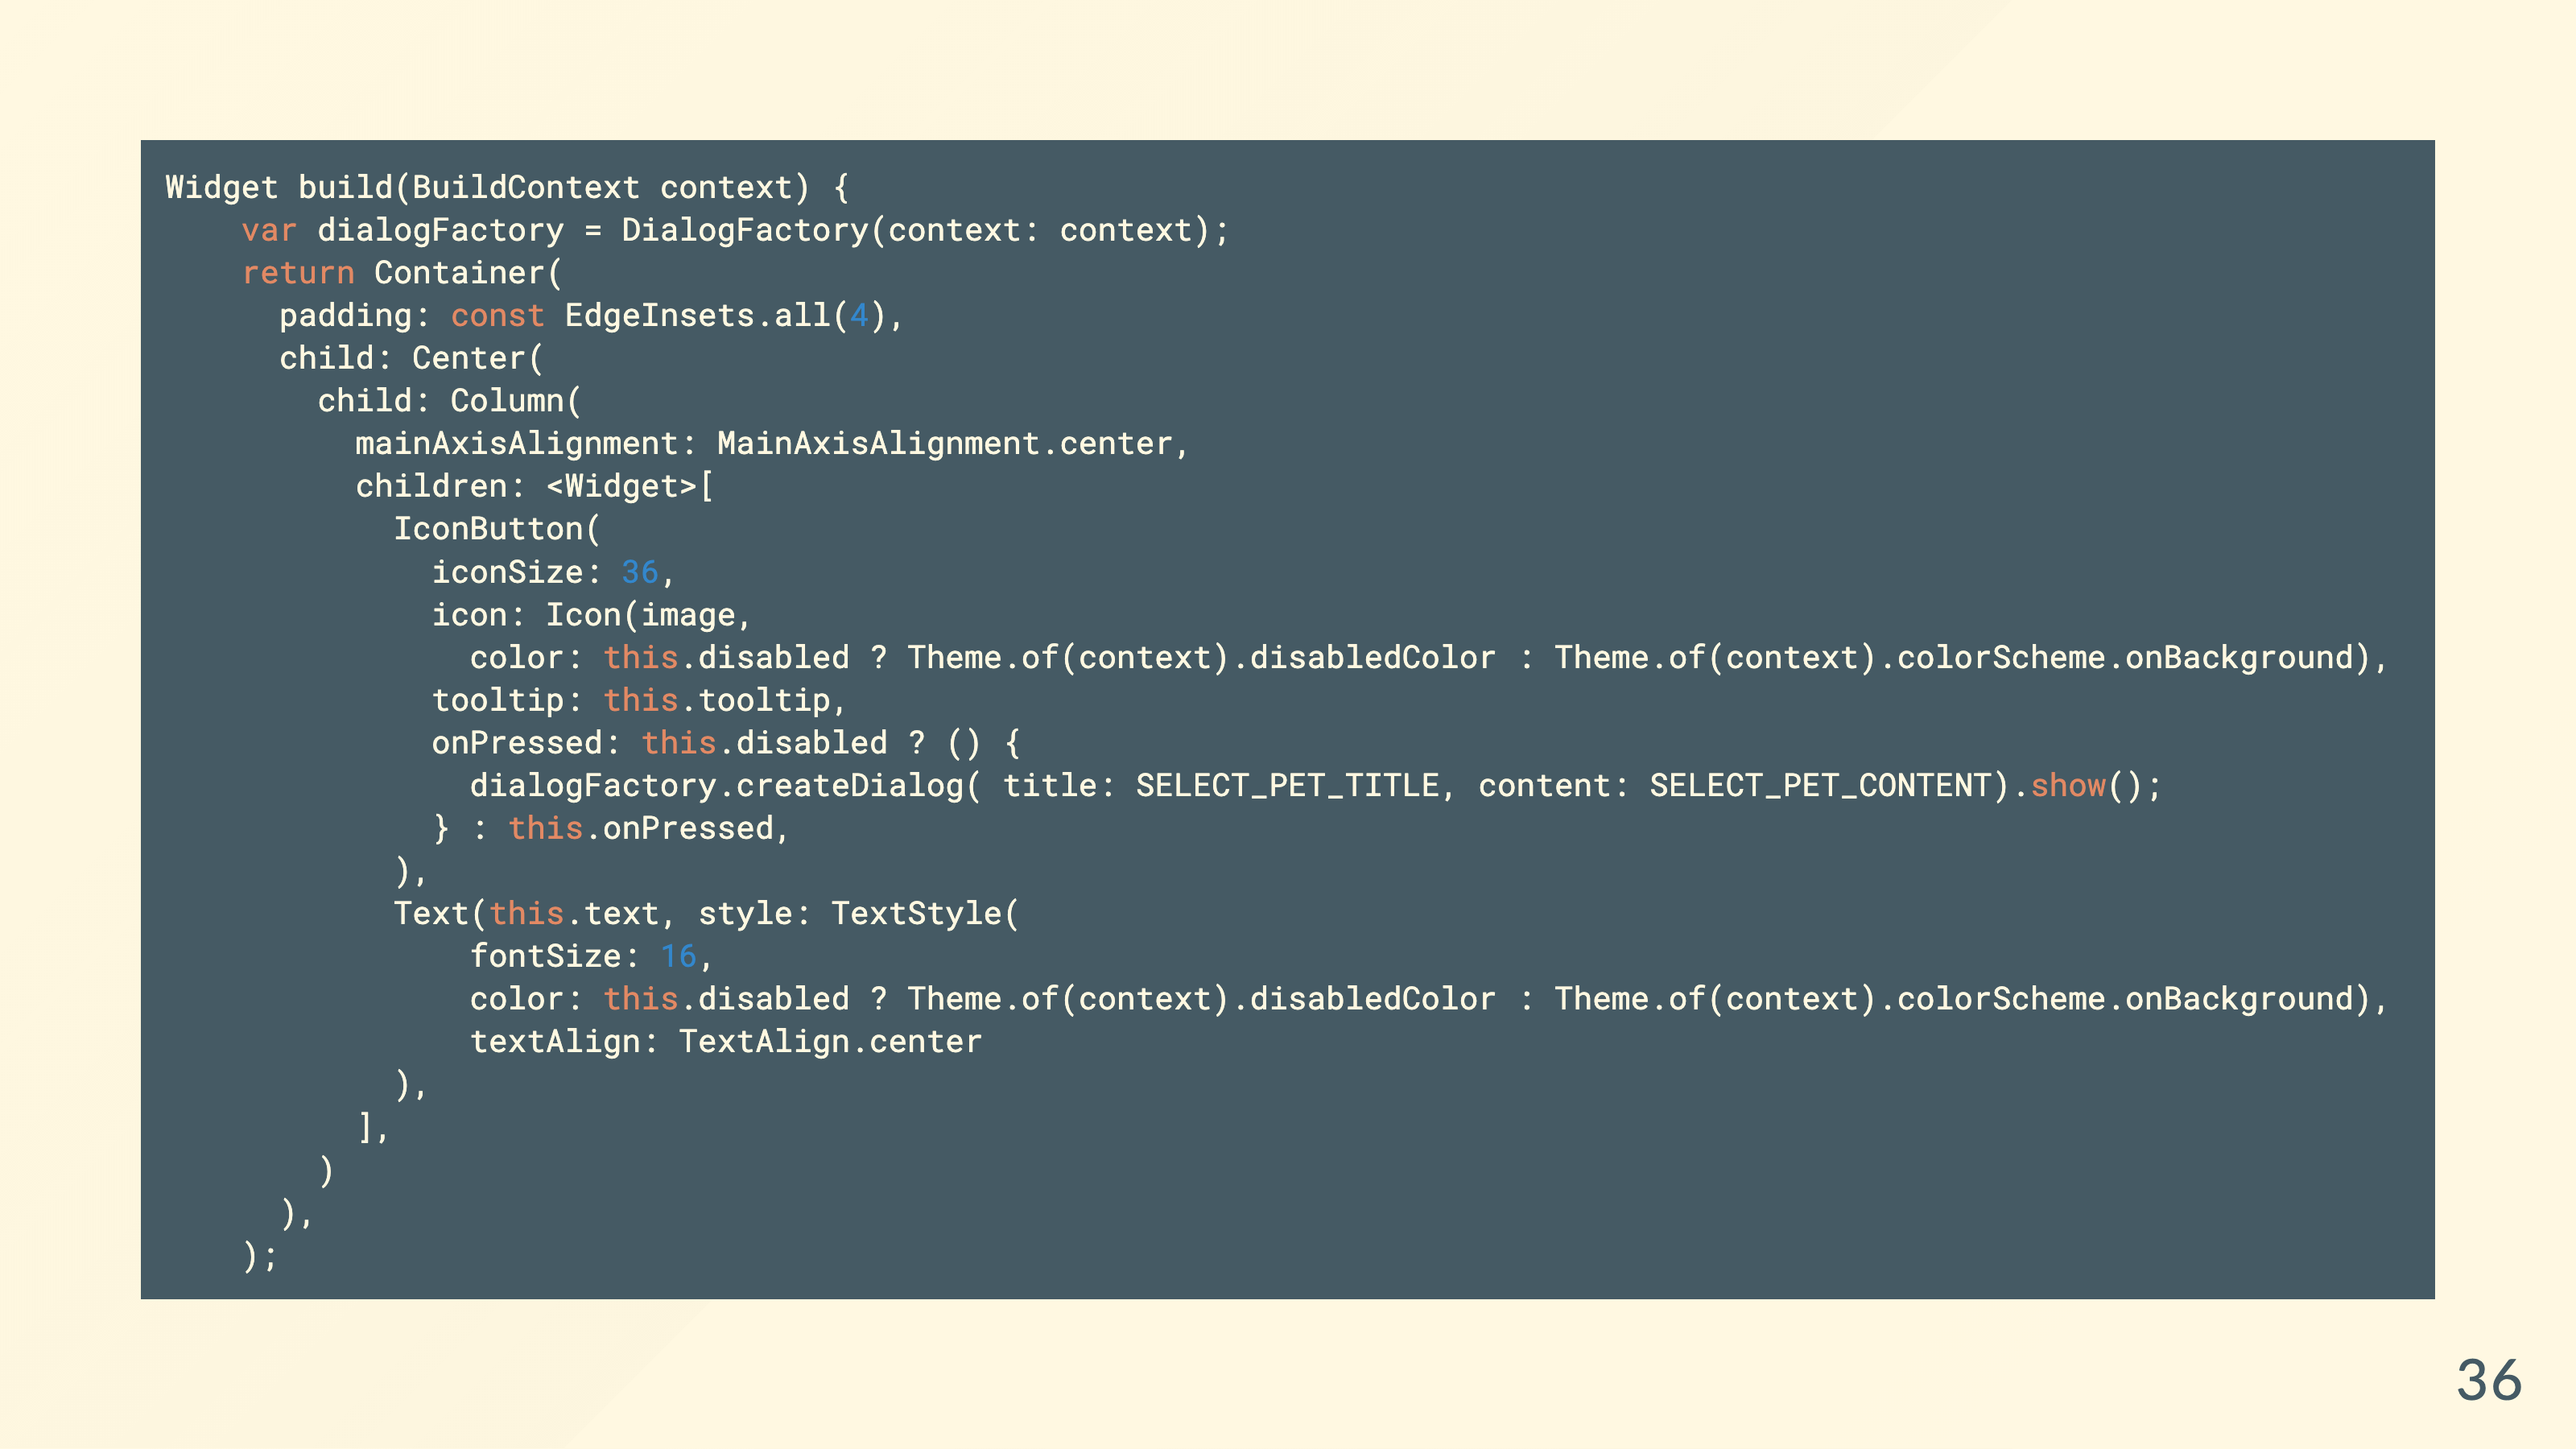 Widget build(BuildContext context) {
    var dialogFactory = DialogFactory(context: context);
    return Container(
      padding: const EdgeInsets.all(4),
      child: Center(
        child: Column(
          mainAxisAlignment: MainAxisAlignment.center,
          children: <Widget>[
            IconButton(
              iconSize: 36,
              icon: Icon(image,
                color: this.disabled ? Theme.of(context).disabledColor : Theme.of(context).colorScheme.onBackground),
              tooltip: this.tooltip,
              onPressed: this.disabled ? () {
                dialogFactory.createDialog( title: SELECT_PET_TITLE, content: SELECT_PET_CONTENT).show();
              } : this.onPressed,
            ),
            Text(this.text, style: TextStyle(
                fontSize: 16,
                color: this.disabled ? Theme.of(context).disabledColor : Theme.of(context).colorScheme.onBackground),
                textAlign: TextAlign.center
            ),
          ],
        )
      ),
    );
36